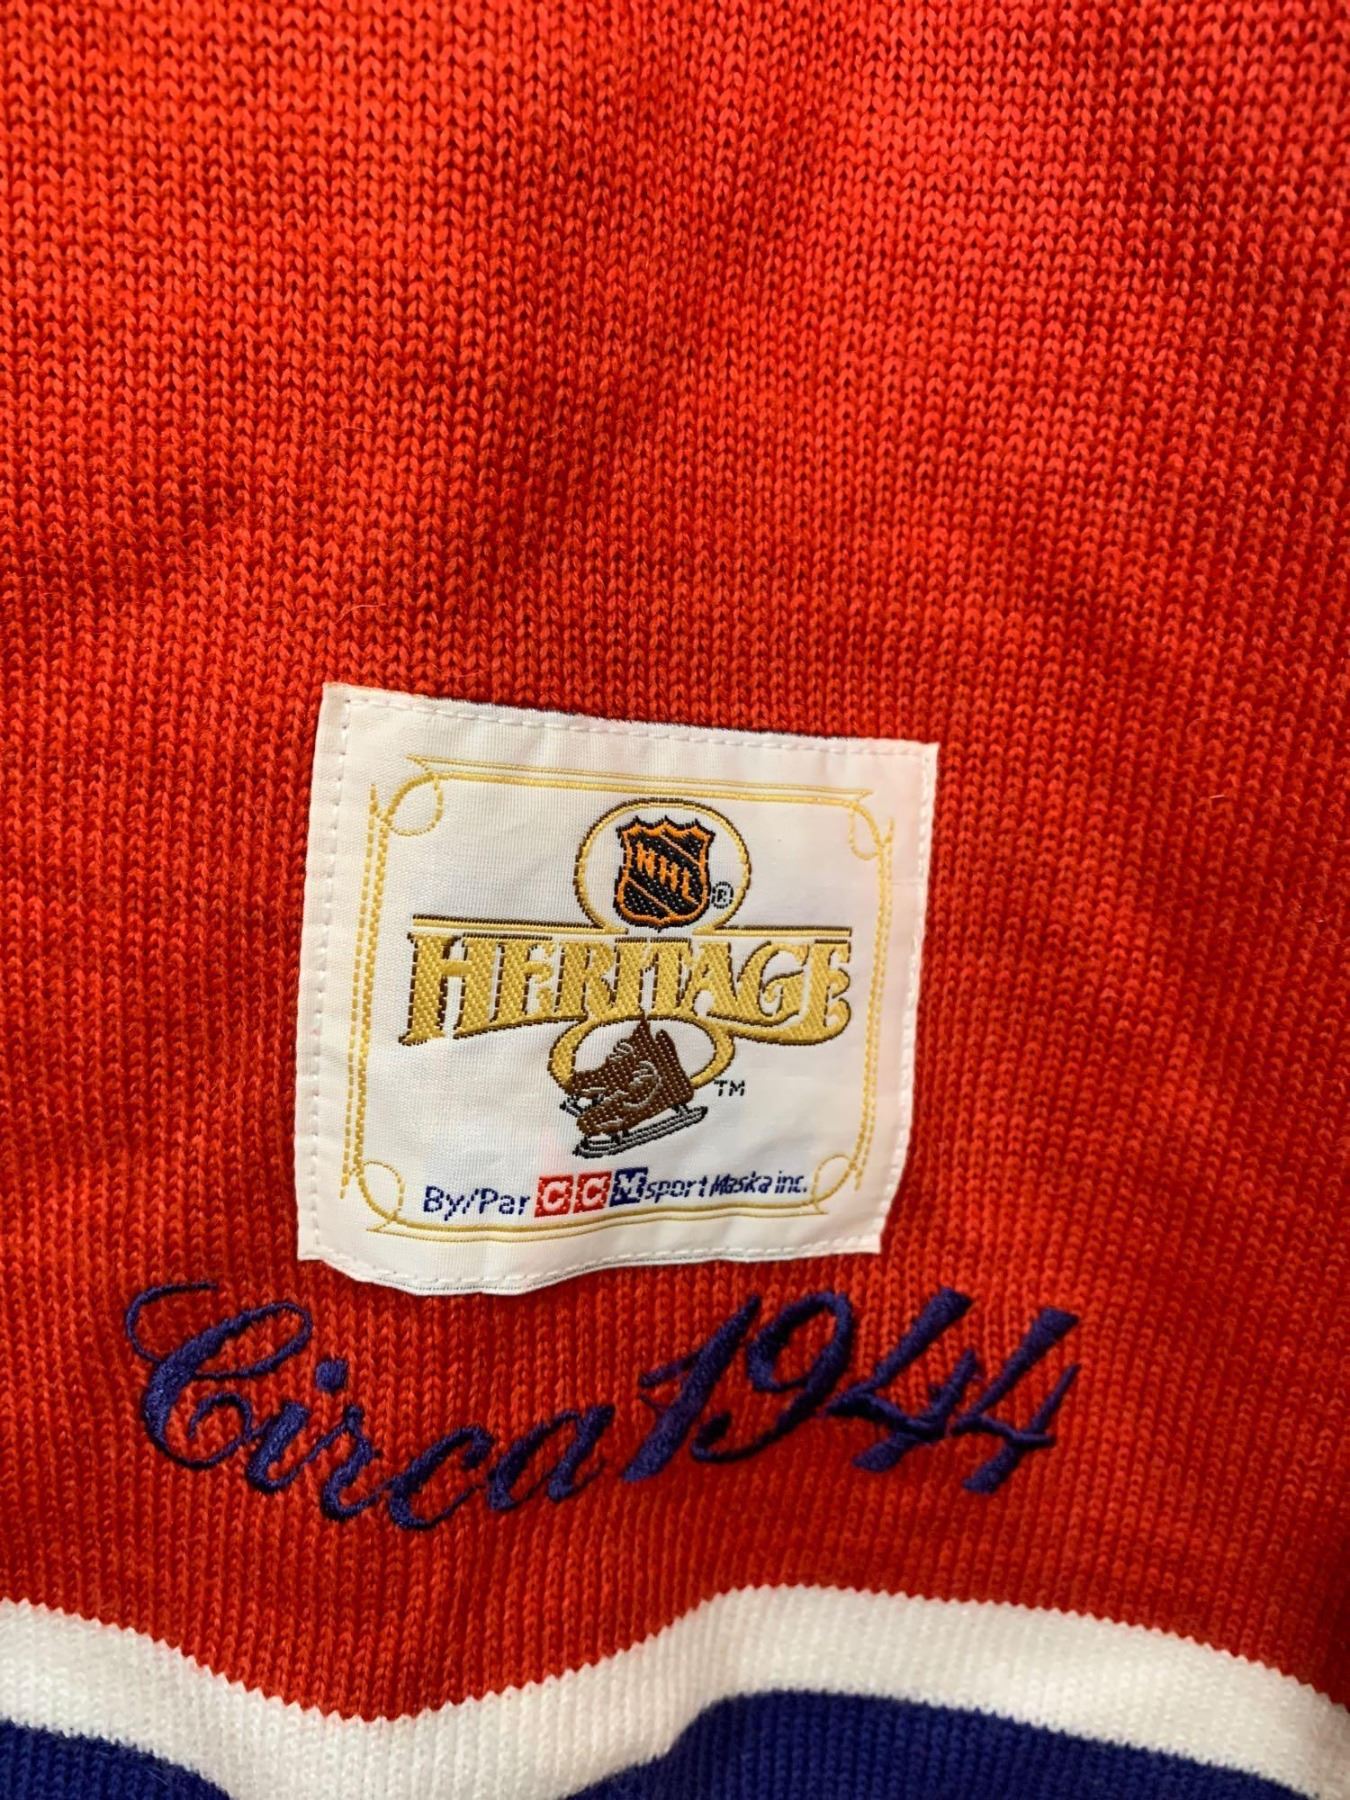 NHL ®
HERITAGE
TM
By/Par CCM sport Maska inc.
Circa 1944